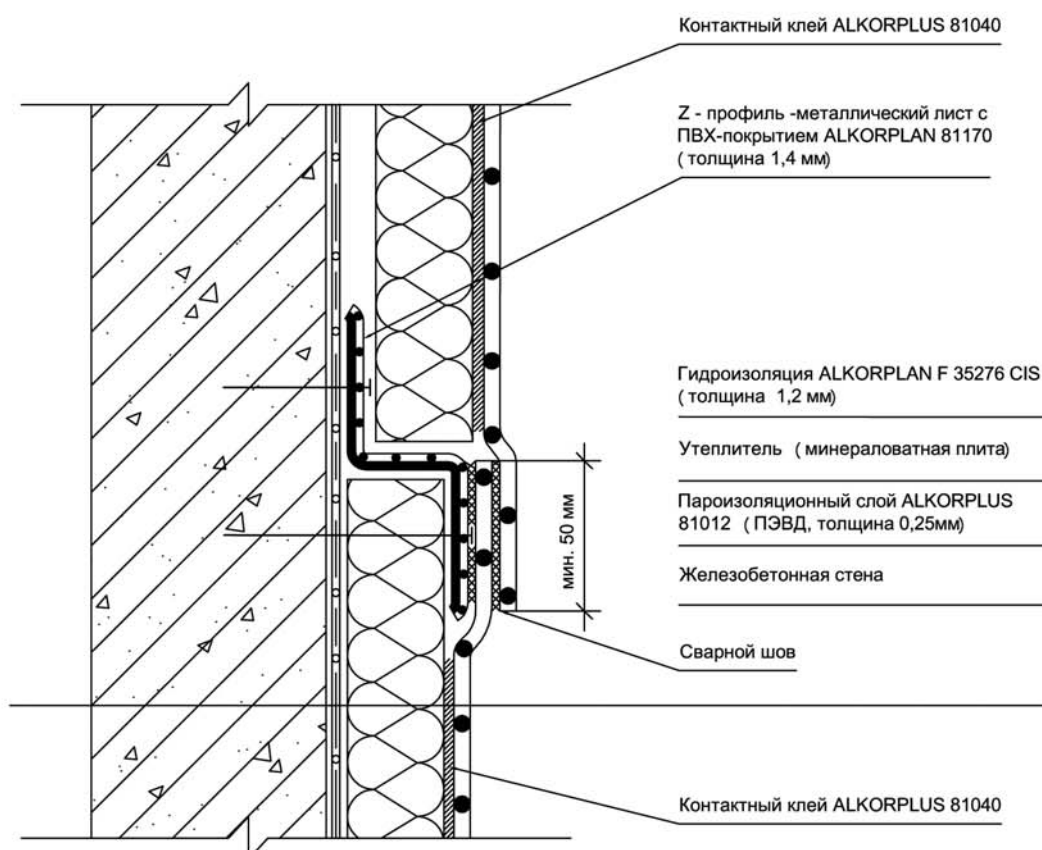 Контактный клей ALKORPLUS 81040
Z - профиль -металлический лист с
ПВХ-покрытием ALKORPLAN 81170
( толщина 1,4 мм)
Гидроизоляция ALKORPLAN F 35276 CIS
( толщина 1,2 мм)
Утеплитель ( минераловатная плита)
Пароизоляционный слой ALKORPLUS
81012 ( ПЭВД, толщина 0,25мм)
Железобетонная стена
мин. 50 мм
Сварной шов
Контактный клей ALKORPLUS 81040